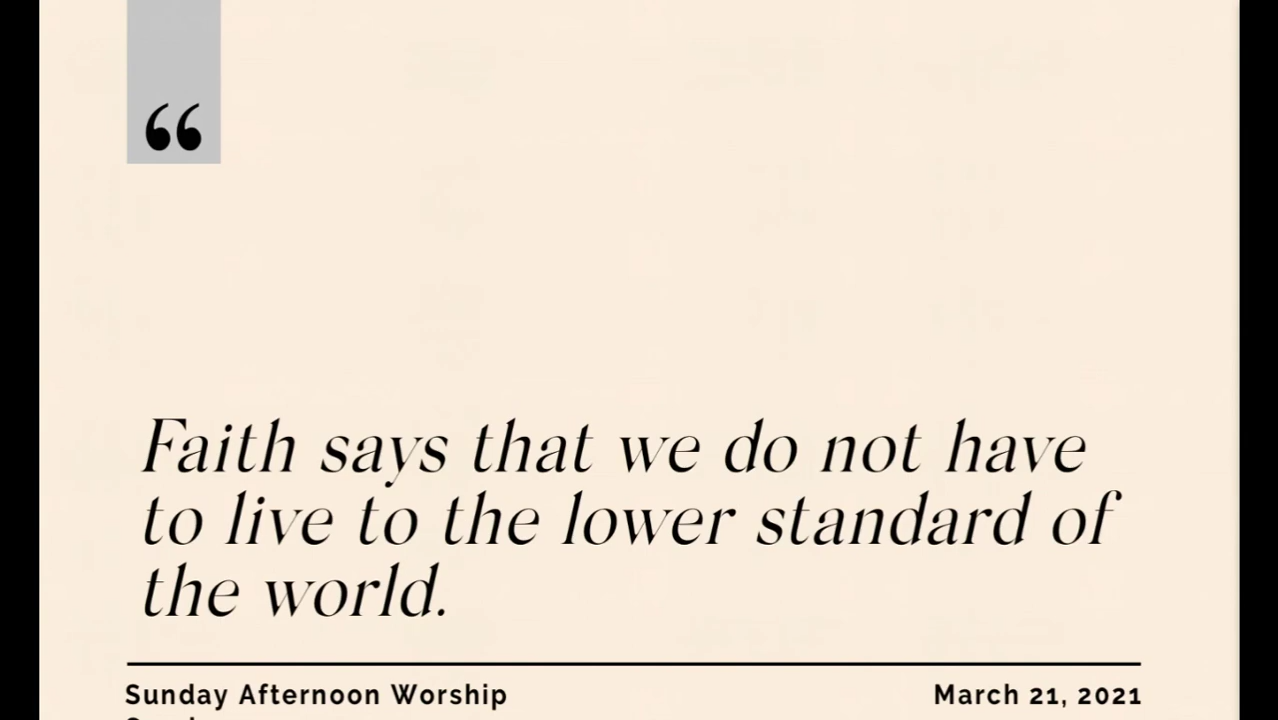 “
Faith says that we do not have
to live to the lower standard of
the world.
Sunday Afternoon Worship March 21, 2021